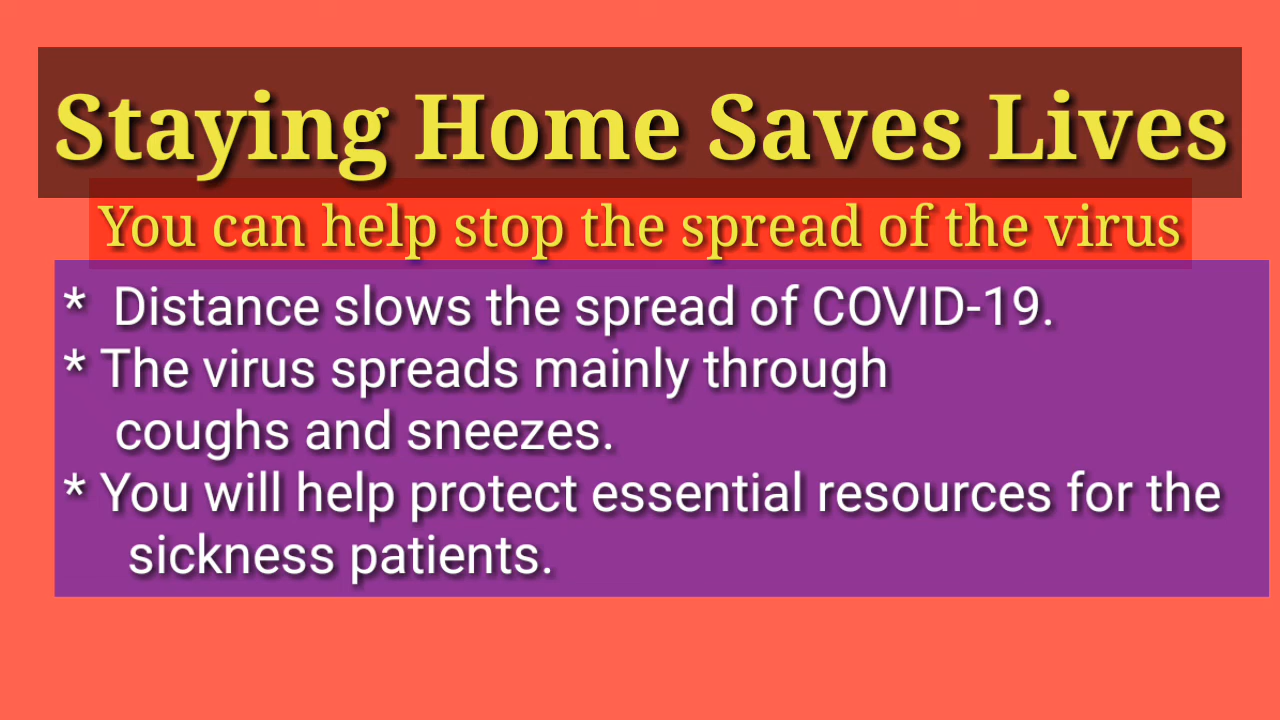 Staying Home Saves Lives
You can help stop the spread of the virus
* Distance slows the spread of COVID-19.
* The virus spreads mainly through
coughs and sneezes.
* You will help protect essential resources for the
sickness patients.